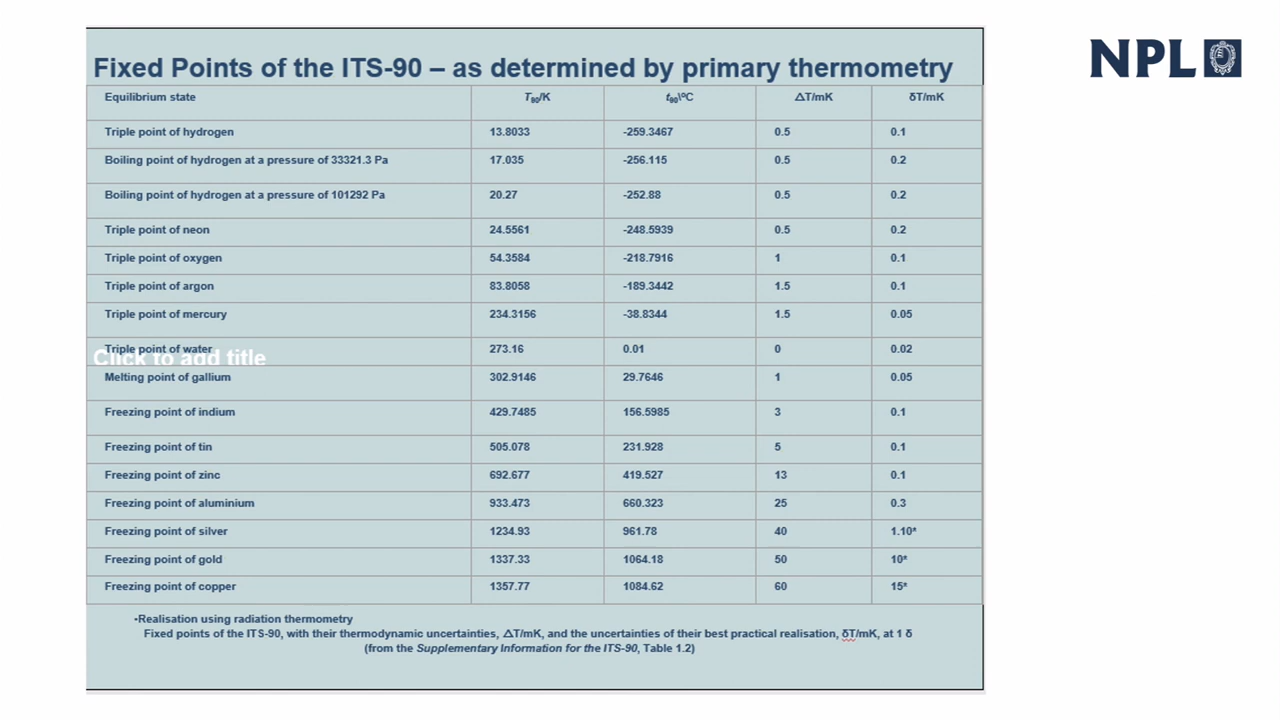 NPL
Fixed Points of the ITS-90 – as determined by primary thermometry
Equilibrium state T90/K t90\ºC ΔT/mK δT/mK
Triple point of hydrogen 13.8033 -259.3467 0.5 0.1
Boiling point of hydrogen at a pressure of 33321.3 Pa 17.035 -256.115 0.5 0.2
Boiling point of hydrogen at a pressure of 101292 Pa 20.27 -252.88 0.5 0.2
Triple point of neon 24.5561 -248.5939 0.5 0.2
Triple point of oxygen 54.3584 -218.7916 1 0.1
Triple point of argon 83.8058 -189.3442 1.5 0.1
Triple point of mercury 234.3156 -38.8344 1.5 0.05
Triple point of water 273.16 0.01 0 0.02
Click to add title
Melting point of gallium 302.9146 29.7646 1 0.05
Freezing point of indium 429.7485 156.5985 3 0.1
Freezing point of tin 505.078 231.928 5 0.1
Freezing point of zinc 692.677 419.527 13 0.1
Freezing point of aluminium 933.473 660.323 25 0.3
Freezing point of silver 1234.93 961.78 40 1.10*
Freezing point of gold 1337.33 1064.18 50 10*
Freezing point of copper 1357.77 1084.62 60 15*
•Realisation using radiation thermometry
Fixed points of the ITS-90, with their thermodynamic uncertainties, ΔT/mK, and the uncertainties of their best practical realisation, δT/mK, at 1 δ
(from the Supplementary Information for the ITS-90, Table 1.2)